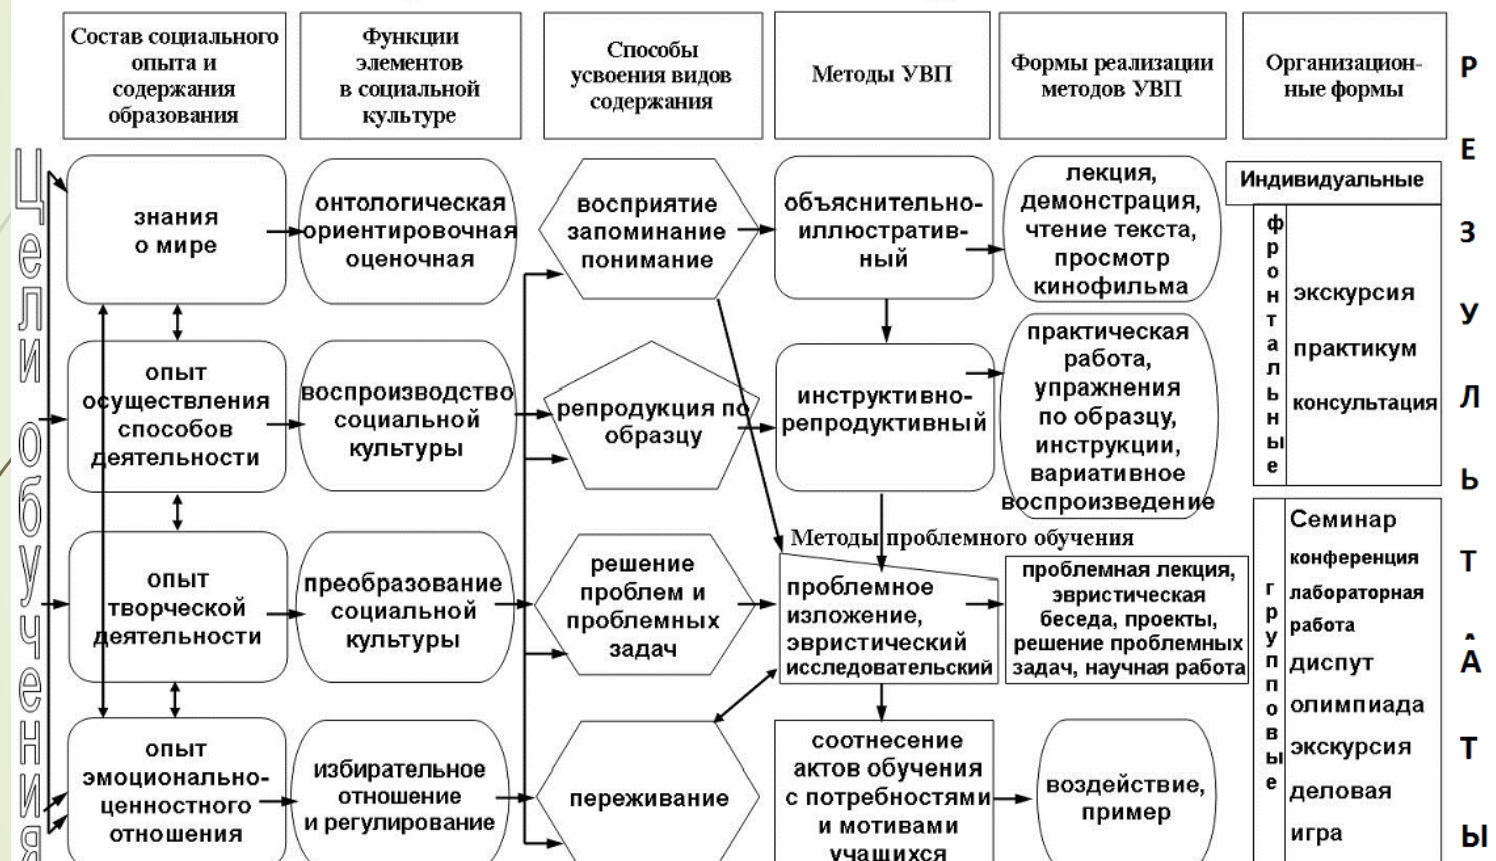 Состав социального
опыта и
содержания
образования
Функции
элементов
в социальной
культуре
Способы
усвоения видов
содержания
Методы УВП
Формы реализации
методов УВП
Организацион-
ные формы
РЕЗУЛЬТАТЫ
Цели обучения
знания
о мире
онтологическая
ориентировочная
оценочная
восприятие
запоминание
понимание
объяснительно-
иллюстратив-
ный
лекция,
демонстрация,
чтение текста,
просмотр
кинофильма
Индивидуальные
фронтальные
экскурсия
практикум
консультация
опыт
осуществления
способов
деятельности
воспроизводство
социальной
культуры
репродукция по
образцу
инструктивно-
репродуктивный
практическая
работа,
упражнения
по образцу,
инструкции,
вариативное
воспроизведение
опыт
творческой
деятельности
преобразование
социальной
культуры
решение
проблем и
проблемных
задач
Методы проблемного обучения
проблемное
изложение,
эвристический
исследовательский
проблемная лекция,
эвристическая
беседа, проекты,
решение проблемных
задач, научная работа
групповые
Семинар
конференция
лабораторная
работа
диспут
олимпиада
экскурсия
деловая
игра
опыт
эмоционально-
ценностного
отношения
избирательное
отношение
и регулирование
переживание
соотнесение
актов обучения
с потребностями
и мотивами
учащихся
воздействие,
пример